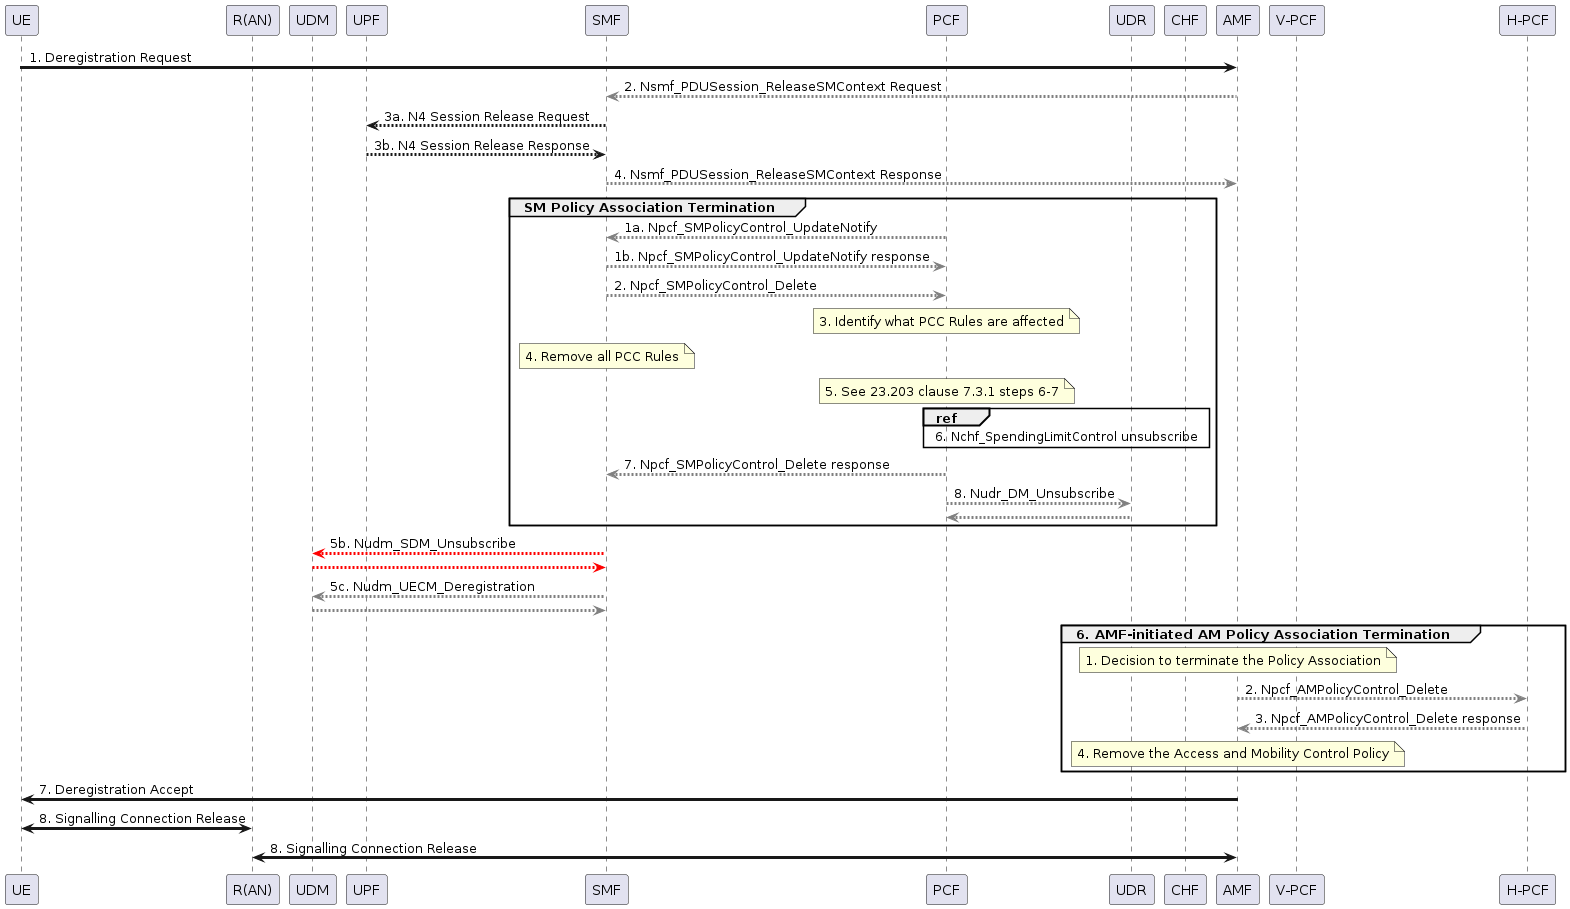 UE R(AN) UDM UPF SMF PCF UDR CHF AMF V-PCF H-PCF
1. Deregistration Request
2. Nsmf_PDUSession_ReleaseSMContext Request
3a. N4 Session Release Request
3b. N4 Session Release Response
4. Nsmf_PDUSession_ReleaseSMContext Response
SM Policy Association Termination
1a. Npcf_SMPolicyControl_UpdateNotify
1b. Npcf_SMPolicyControl_UpdateNotify response
2. Npcf_SMPolicyControl_Delete
3. Identify what PCC Rules are affected
4. Remove all PCC Rules
5. See 23.203 clause 7.3.1 steps 6-7
ref
6. Nchf_SpendingLimitControl unsubscribe
7. Npcf_SMPolicyControl_Delete response
8. Nudr_DM_Unsubscribe
5b. Nudm_SDM_Unsubscribe
5c. Nudm_UECM_Deregistration
6. AMF-initiated AM Policy Association Termination
1. Decision to terminate the Policy Association
2. Npcf_AMPolicyControl_Delete
3. Npcf_AMPolicyControl_Delete response
4. Remove the Access and Mobility Control Policy
7. Deregistration Accept
8. Signalling Connection Release
8. Signalling Connection Release
UE R(AN) UDM UPF SMF PCF UDR CHF AMF V-PCF H-PCF